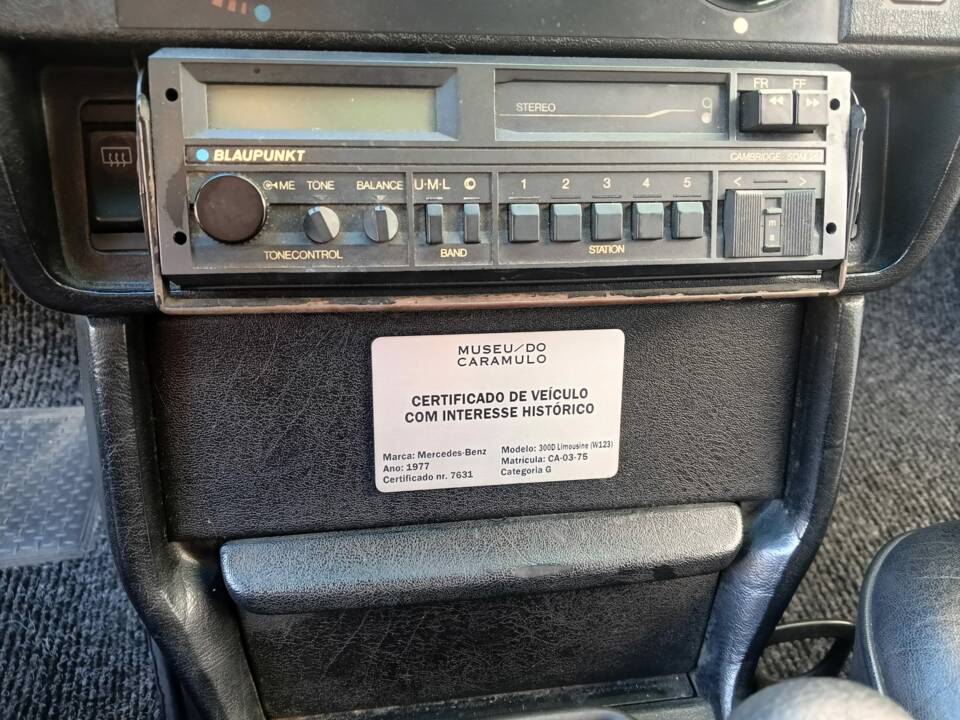 FR FF
STEREO
BLAUPUNKT
CAMBRIDGE
ME TONE BALANCE U·M·L
1 2 3 4 5
< >
m
a
TONECONTROL BAND STATION
MUSEU/DO
CARAMULO
CERTIFICADO DE VEÍCULO
COM INTERESSE HISTÓRICO
Marca: Mercedes-Benz
Ano: 1977
Certificado nr. 7631
Modelo: 300D Limousine (W123)
Matrícula: CA-03-75
Categoria G